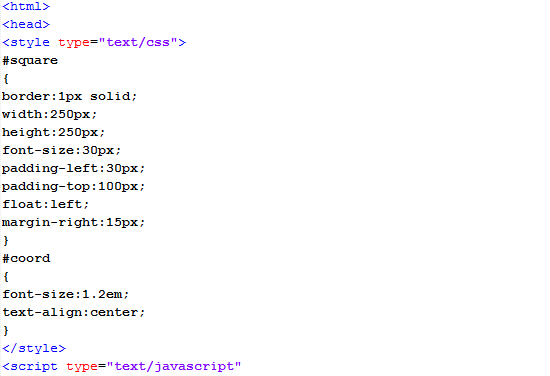 <html>
<head>
<style type="text/css">
#square
{
border:1px solid;
width:250px;
height:250px;
font-size:30px;
padding-left:30px;
padding-top:100px;
float:left;
margin-right:15px;
}
#coord
{
font-size:1.2em;
text-align:center;
}
</style>
<script type="text/javascript"